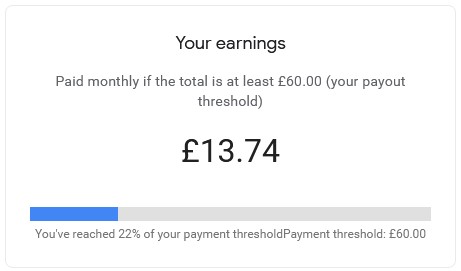 Your earnings
Paid monthly if the total is at least £60.00 (your payout
threshold)
£13.74
You've reached 22% of your payment thresholdPayment threshold: £60.00